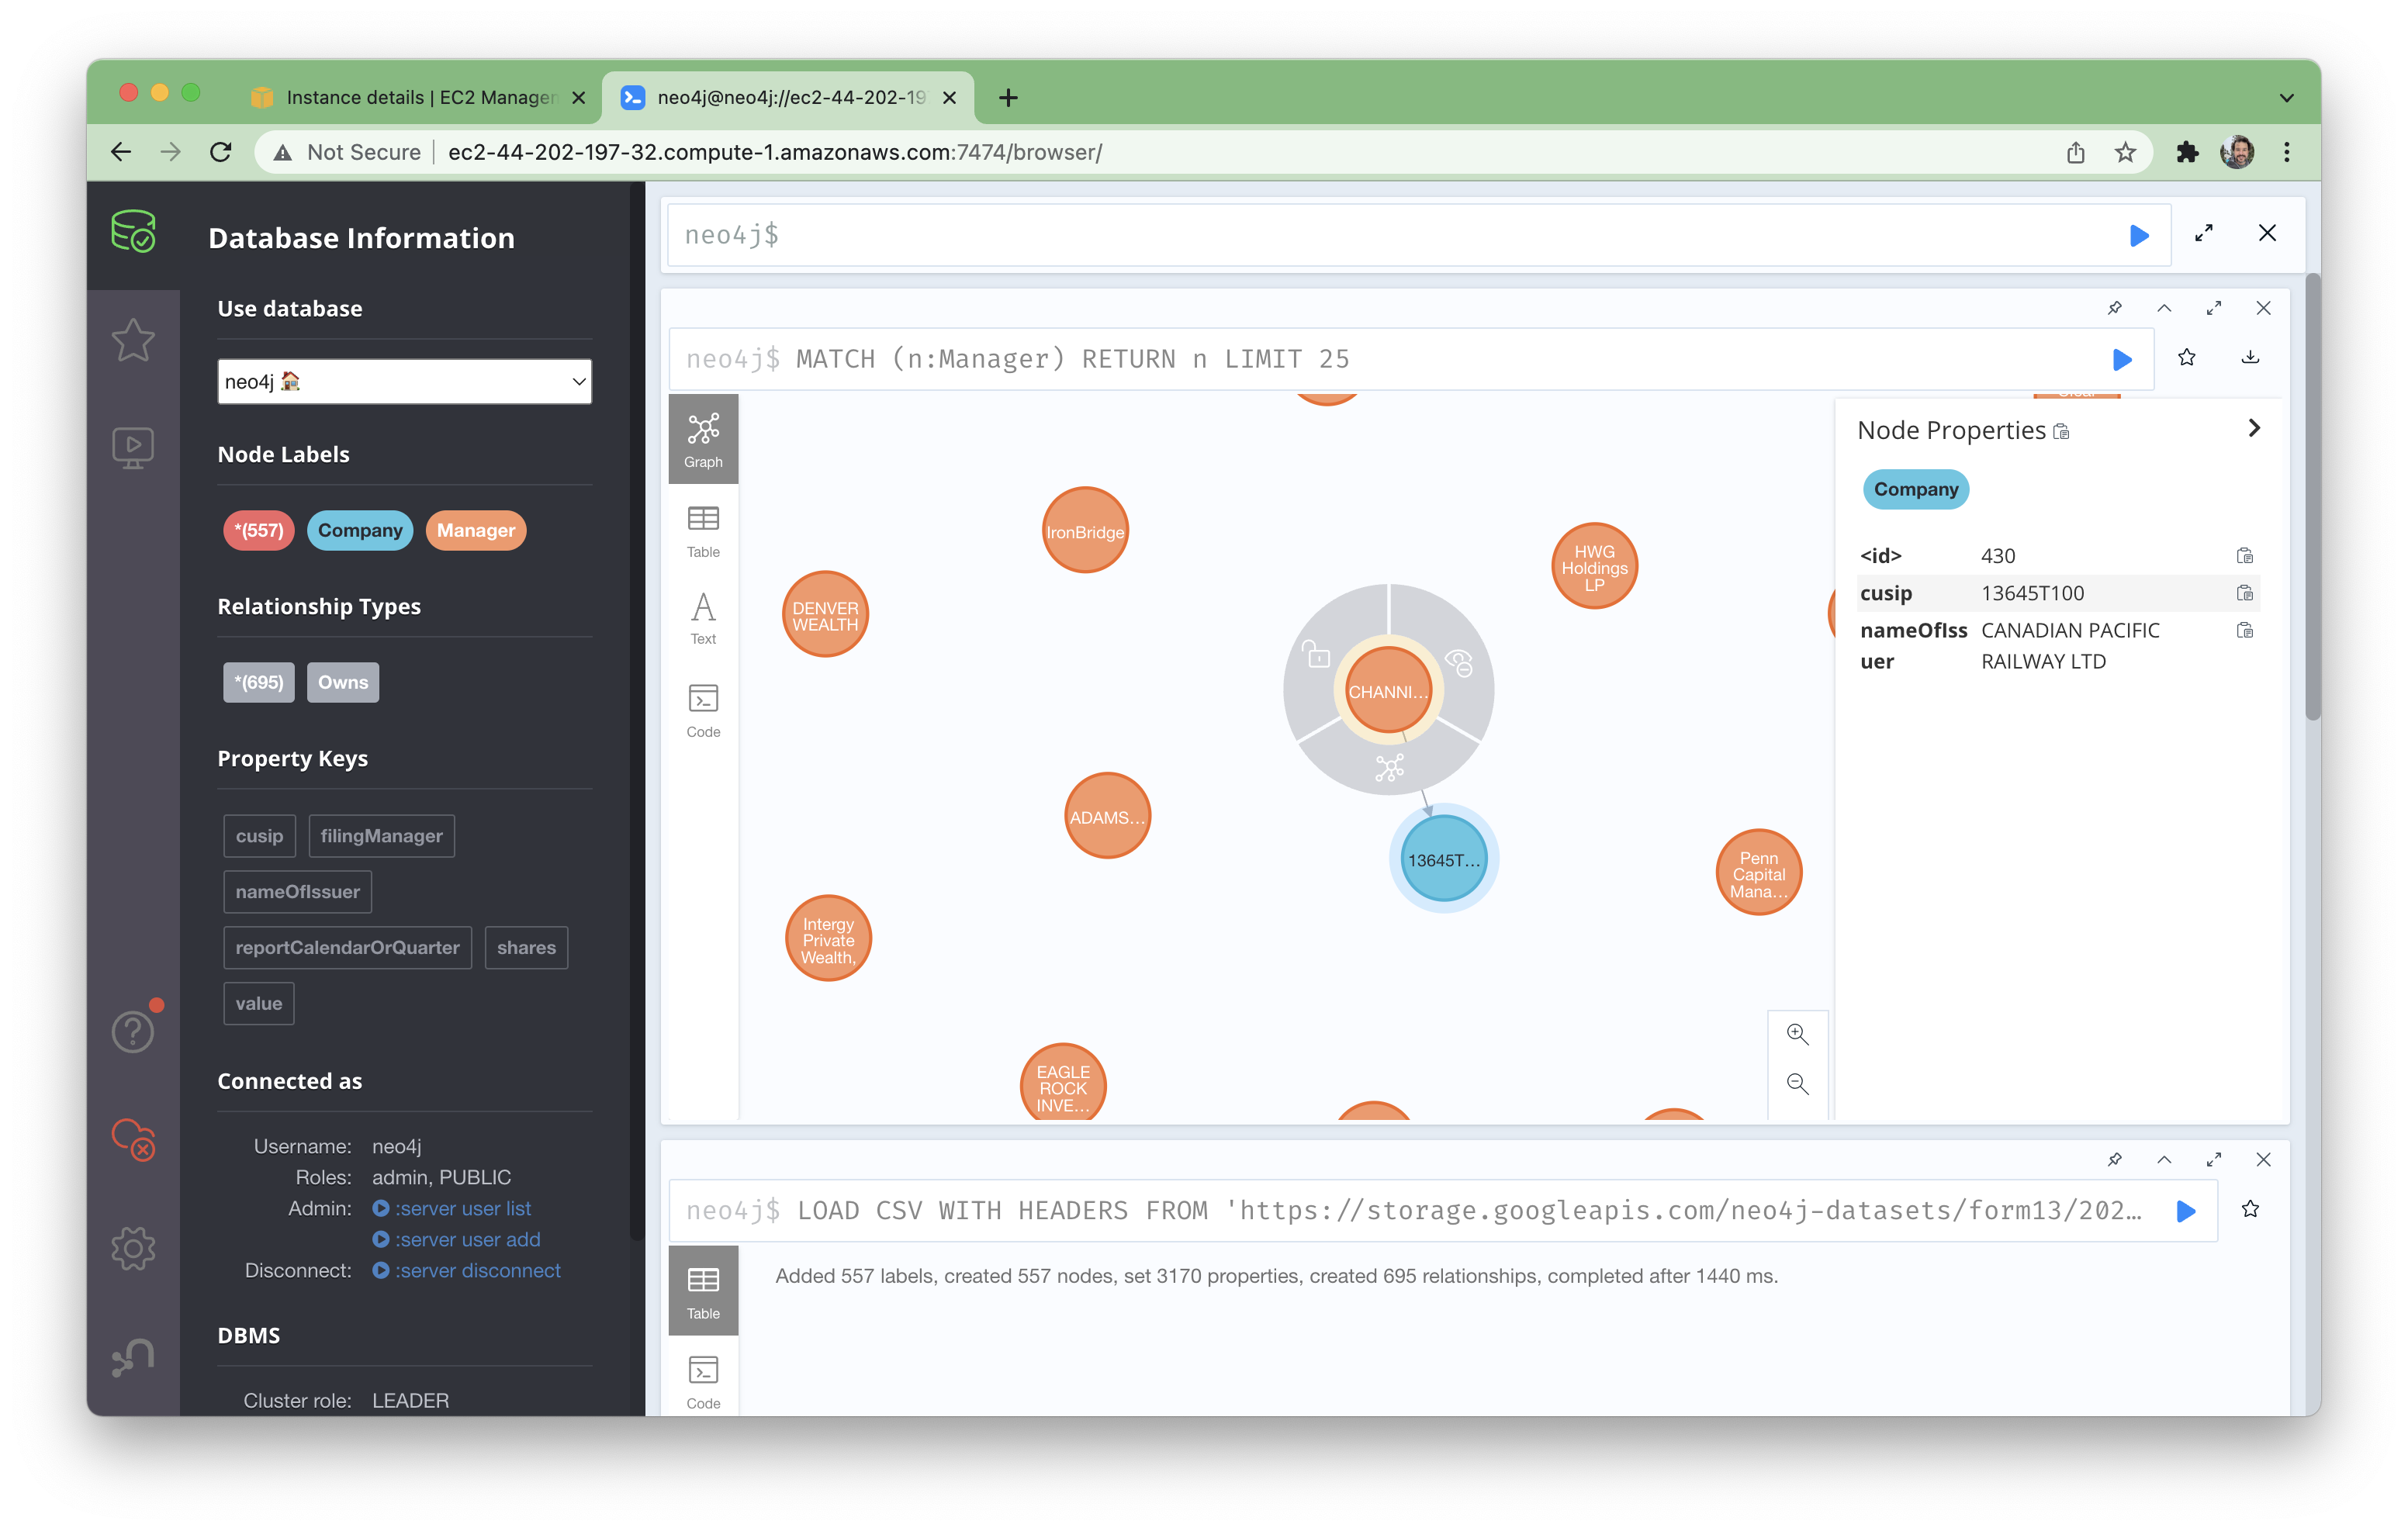 Instance details | EC2 Manager
neo4j@neo4j://ec2-44-202-19
Not Secure
ec2-44-202-197-32.compute-1.amazonaws.com:7474/browser/
Database Information
Use database
neo4j
Node Labels
*(557) Company Manager
Relationship Types
*(695) Owns
Property Keys
cusip filingManager
nameOfIssuer
reportCalendarOrQuarter shares
value
Connected as
Username: neo4j
Roles: admin, PUBLIC
Admin: :server user list
:server user add
Disconnect: :server disconnect
DBMS
Cluster role: LEADER
neo4j$
neo4j$ MATCH (n:Manager) RETURN n LIMIT 25
Graph
Table
Text
Code
IronBridge
DENVER
WEALTH
HWG
Holdings
LP
CHANNI...
ADAMS...
13645T...
Penn
Capital
Mana...
Intergy
Private
Wealth,
EAGLE
ROCK
INVE...
Node Properties
Company
<id> 430
cusip 13645T100
nameOfIss CANADIAN PACIFIC
uer RAILWAY LTD
neo4j$ LOAD CSV WITH HEADERS FROM 'https://storage.googleapis.com/neo4j-datasets/form13/202...
Table
Code
Added 557 labels, created 557 nodes, set 3170 properties, created 695 relationships, completed after 1440 ms.